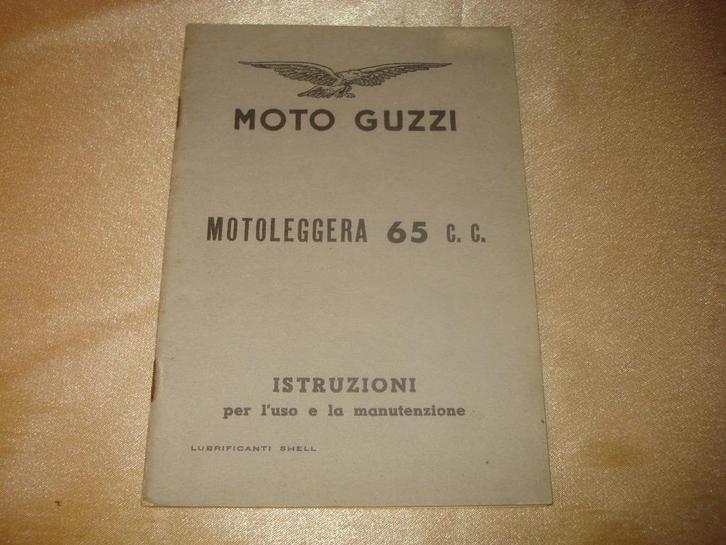 MOTO GUZZI
MOTOLEGGERA 65 C. C.
ISTRUZIONI
per l'uso e la manutenzione
LUBRIFICANTI SHELL